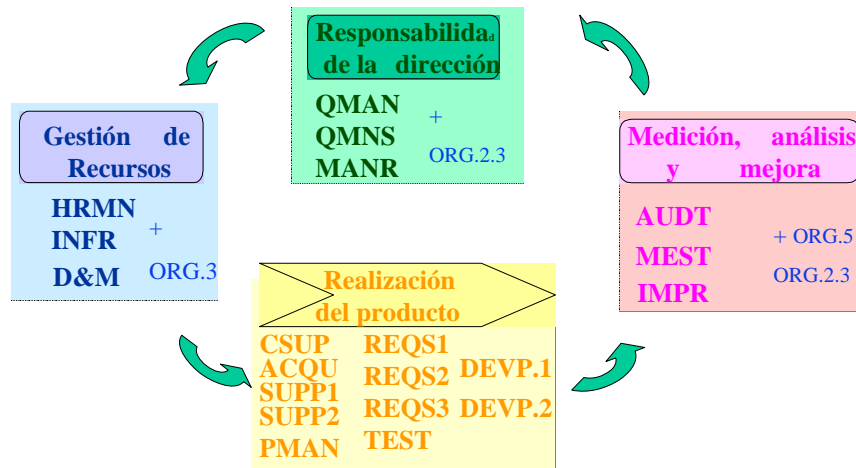 Responsabilidad
de la dirección
QMAN
QMNS
MANR
+
ORG.2.3
Gestión de
Recursos
HRMN
INFR
D&M
+
ORG.3
Medición, análisis
y mejora
AUDT
MEST
IMPR
+ ORG.5
ORG.2.3
Realización
del producto
CSUP
ACQU
SUPP1
SUPP2
PMAN
REQS1
REQS2
REQS3
TEST
DEVP.1
DEVP.2